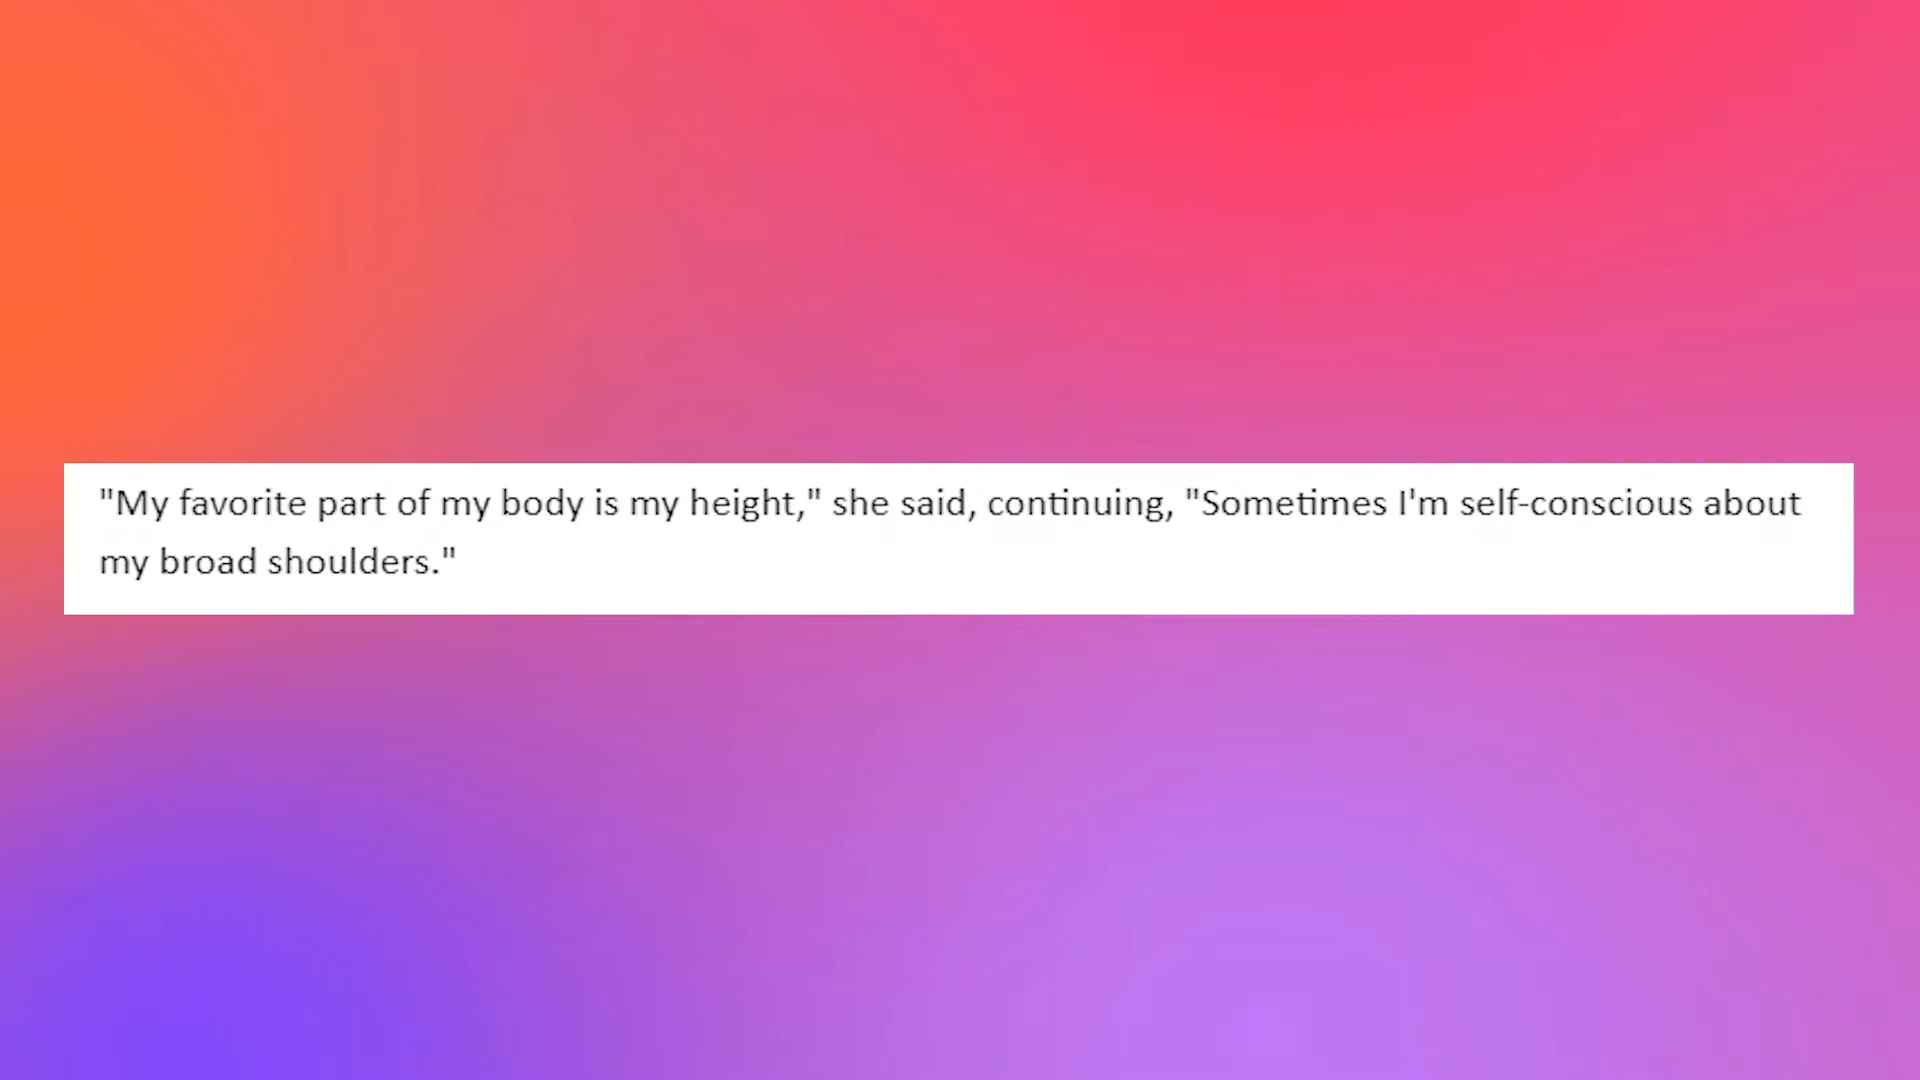 "My favorite part of my body is my height," she said, continuing, "Sometimes I'm self-conscious about
my broad shoulders."